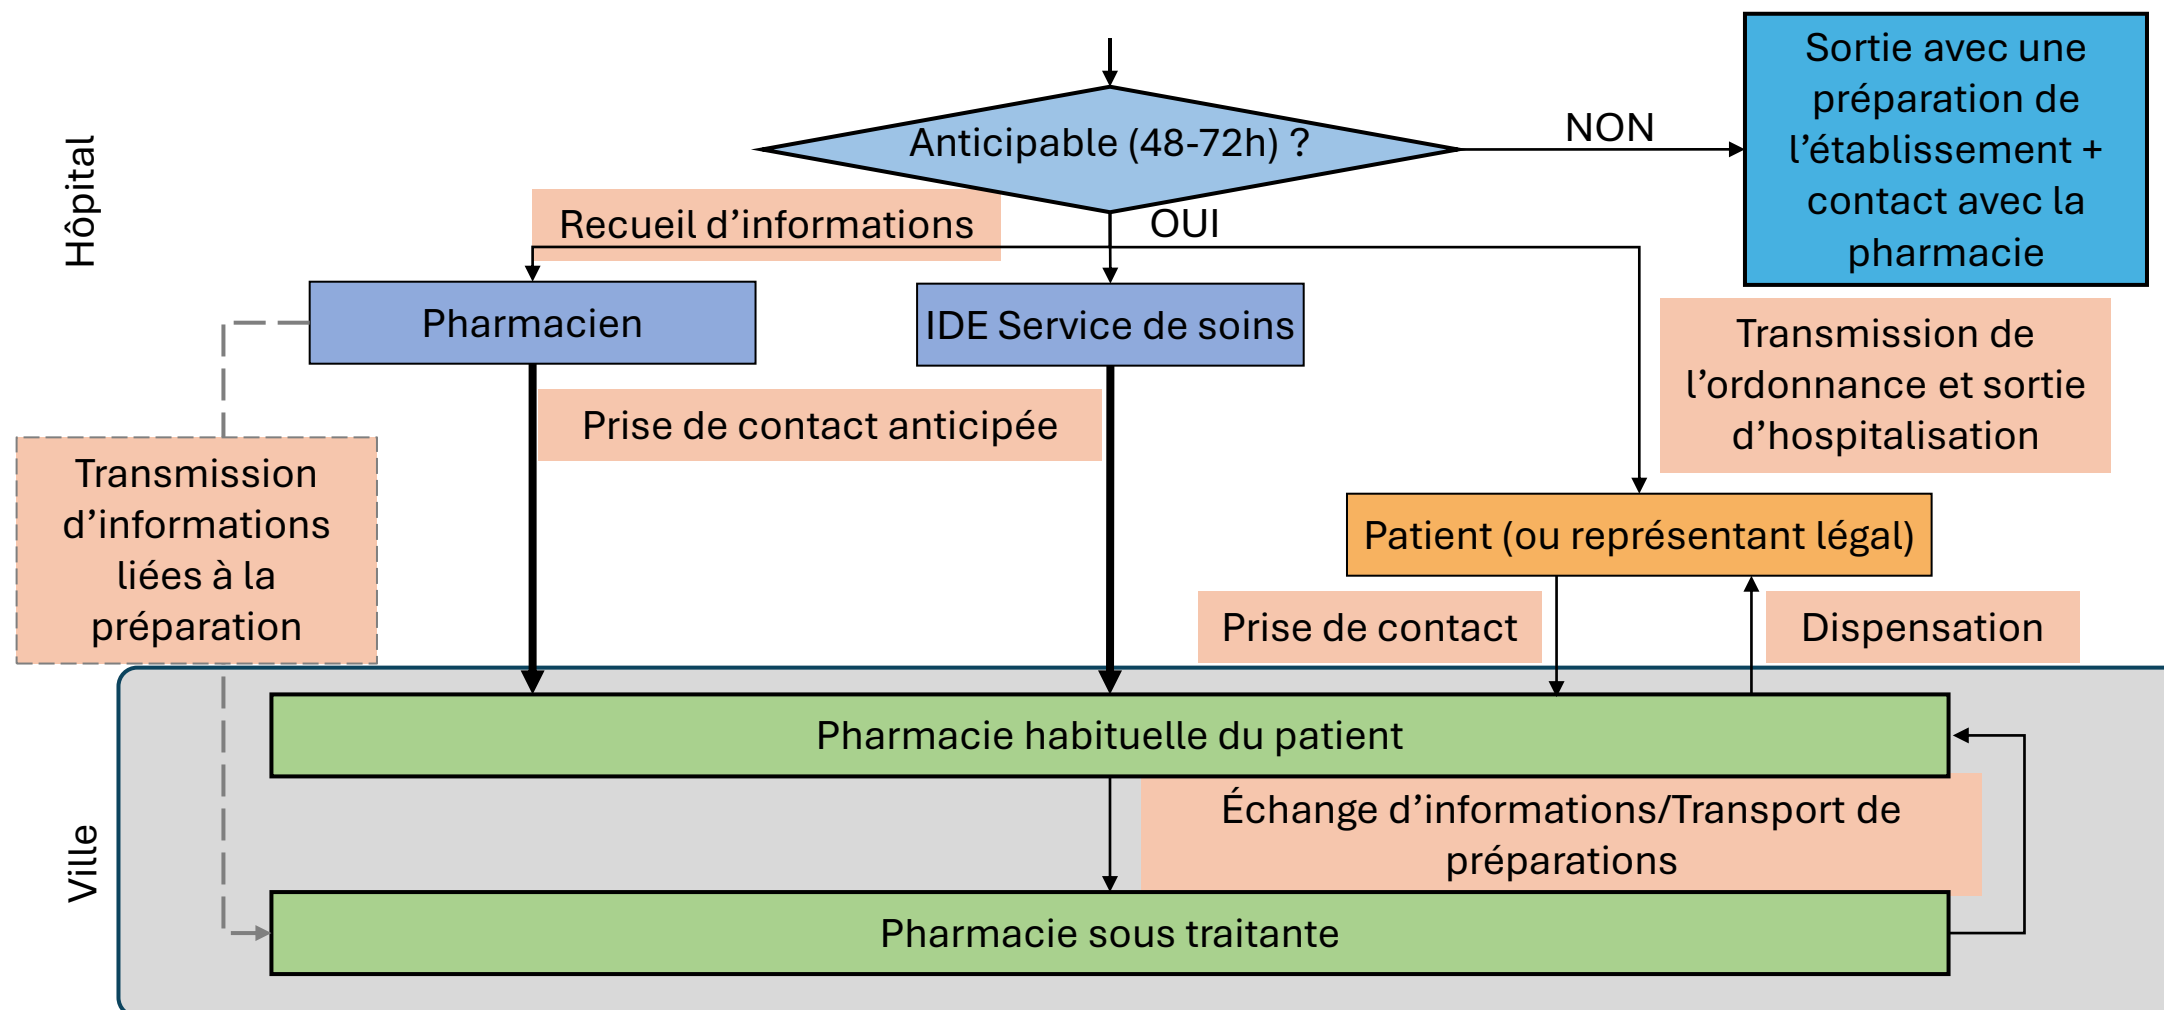 Sortie avec une
préparation de
l’établissement +
contact avec la
pharmacie
Anticipable (48-72h) ?
NON
Hôpital
Recueil d’informations
OUI
Pharmacien
IDE Service de soins
Transmission de
l’ordonnance et sortie
d’hospitalisation
Prise de contact anticipée
Transmission
d’informations
liées à la
préparation
Patient (ou représentant légal)
Prise de contact
Dispensation
Pharmacie habituelle du patient
Échange d’informations/Transport de
préparations
Ville
Pharmacie sous traitante